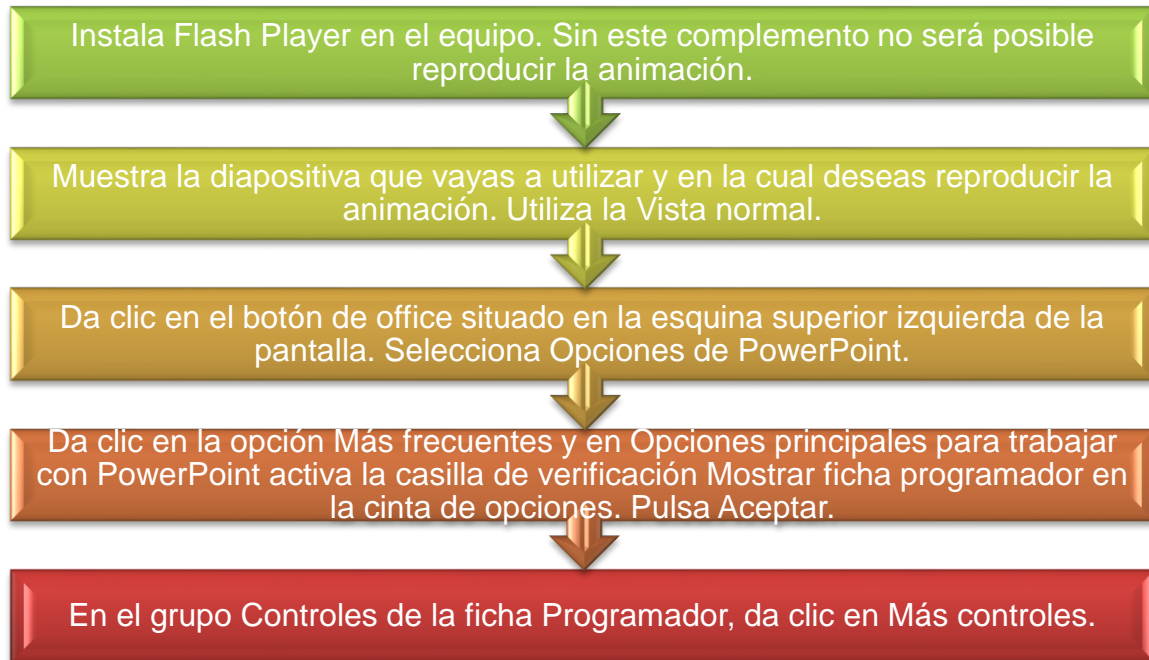 Instala Flash Player en el equipo. Sin este complemento no será posible
reproducir la animación.
Muestra la diapositiva que vayas a utilizar y en la cual deseas reproducir la
animación. Utiliza la Vista normal.
Da clic en el botón de office situado en la esquina superior izquierda de la
pantalla. Selecciona Opciones de PowerPoint.
Da clic en la opción Más frecuentes y en Opciones principales para trabajar
con PowerPoint activa la casilla de verificación Mostrar ficha programador en
la cinta de opciones. Pulsa Aceptar.
En el grupo Controles de la ficha Programador, da clic en Más controles.